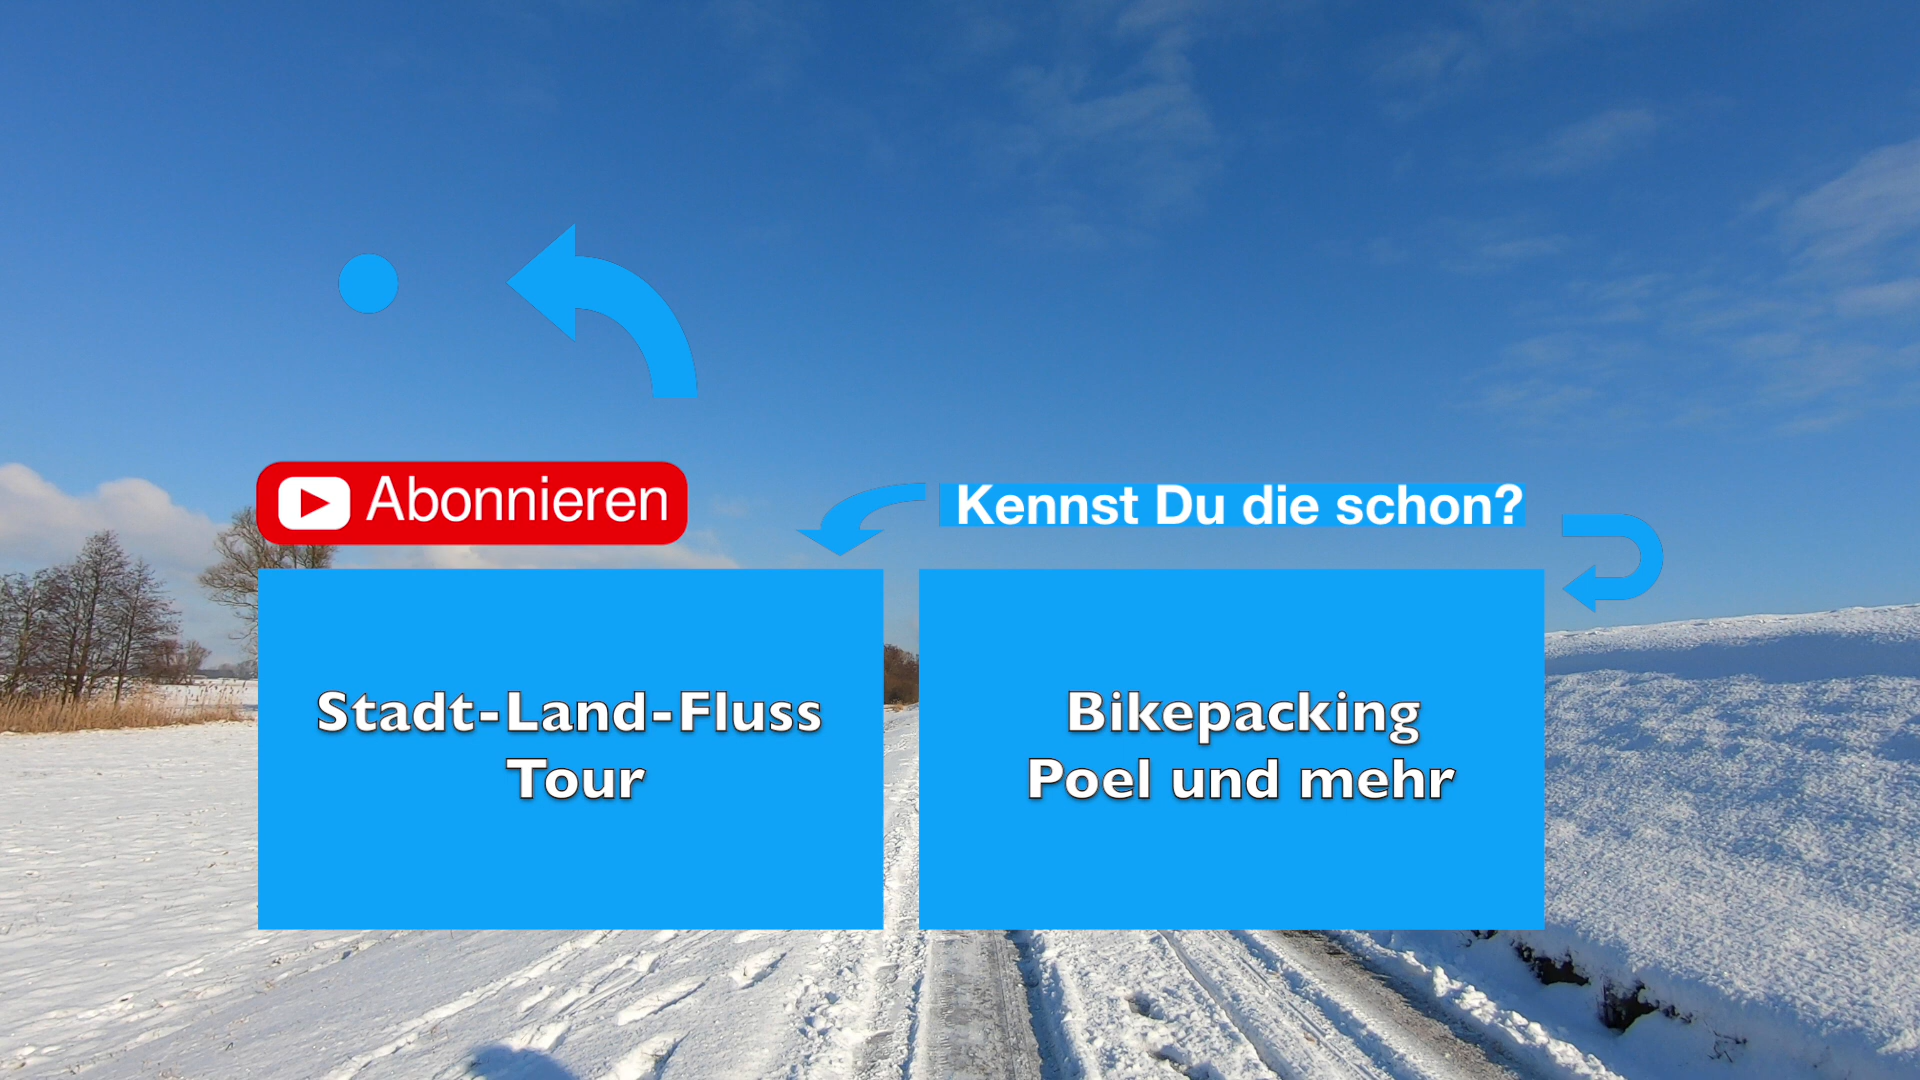 Abonnieren
Kennst Du die schon?
Stadt-Land-Fluss
Tour
Bikepacking
Poel und mehr